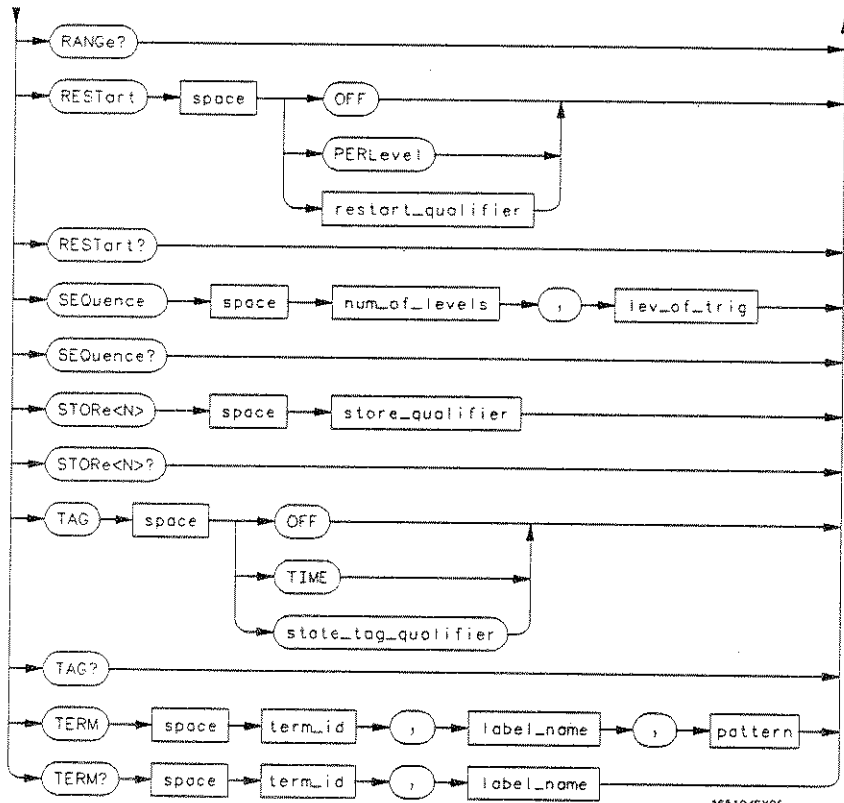 RANGe?
RESTart space OFF
PERLevel
restart_qualifier
RESTart?
SEQuence space num_of_levels , lev_of_trig
SEQuence?
STORe<N> space store_qualifier
STORe<N>?
TAG space OFF
TIME
state_tag_qualifier
TAG?
TERM space term_id , label_name , pattern
TERM? space term_id , label_name